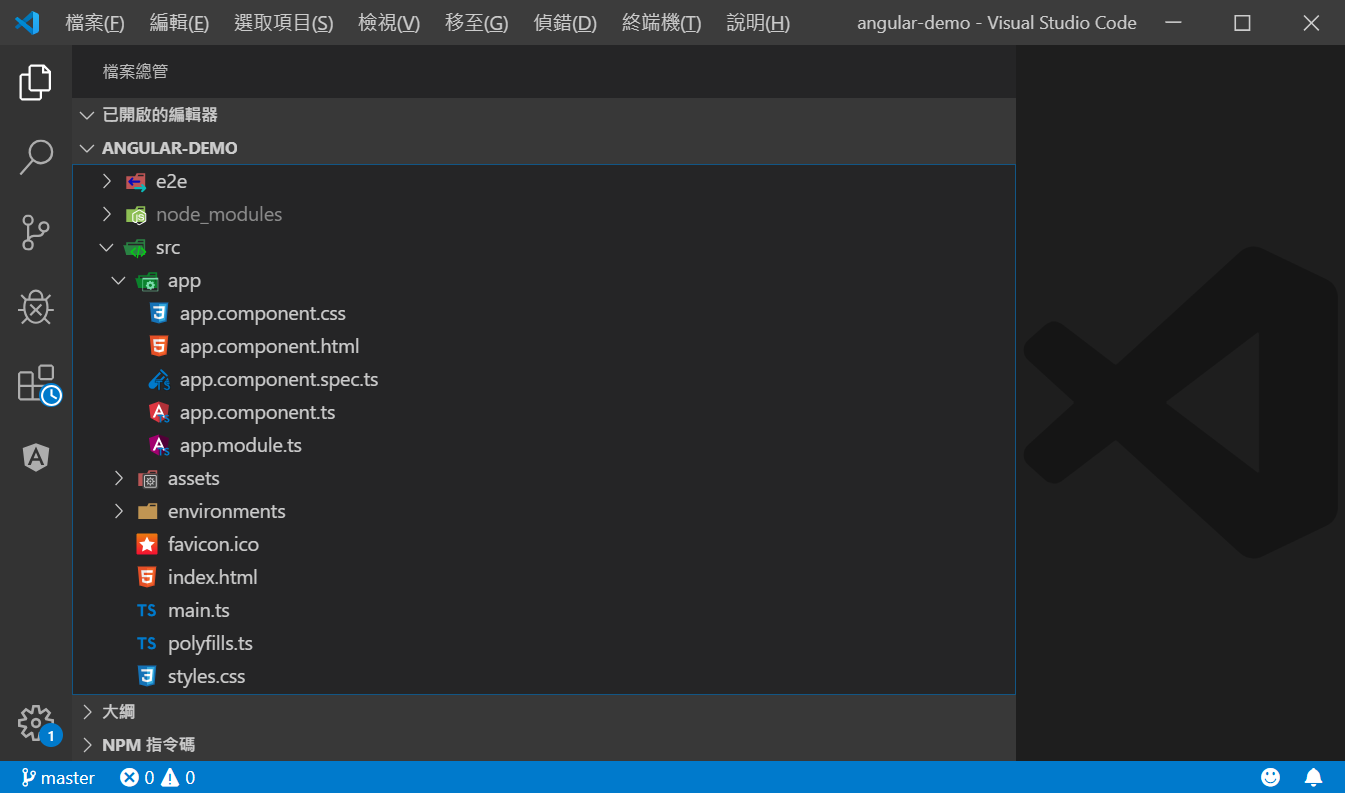 檔案(F) 編輯(E) 選取項目(S) 檢視(V) 移至(G) 偵錯(D) 終端機(T) 說明(H) angular-demo - Visual Studio Code
檔案總管
已開啟的編輯器
ANGULAR-DEMO
e2e
node_modules
src
app
app.component.css
app.component.html
app.component.spec.ts
app.component.ts
app.module.ts
assets
environments
favicon.ico
index.html
TS main.ts
TS polyfills.ts
styles.css
大綱
1
NPM 指令碼
master 0 0